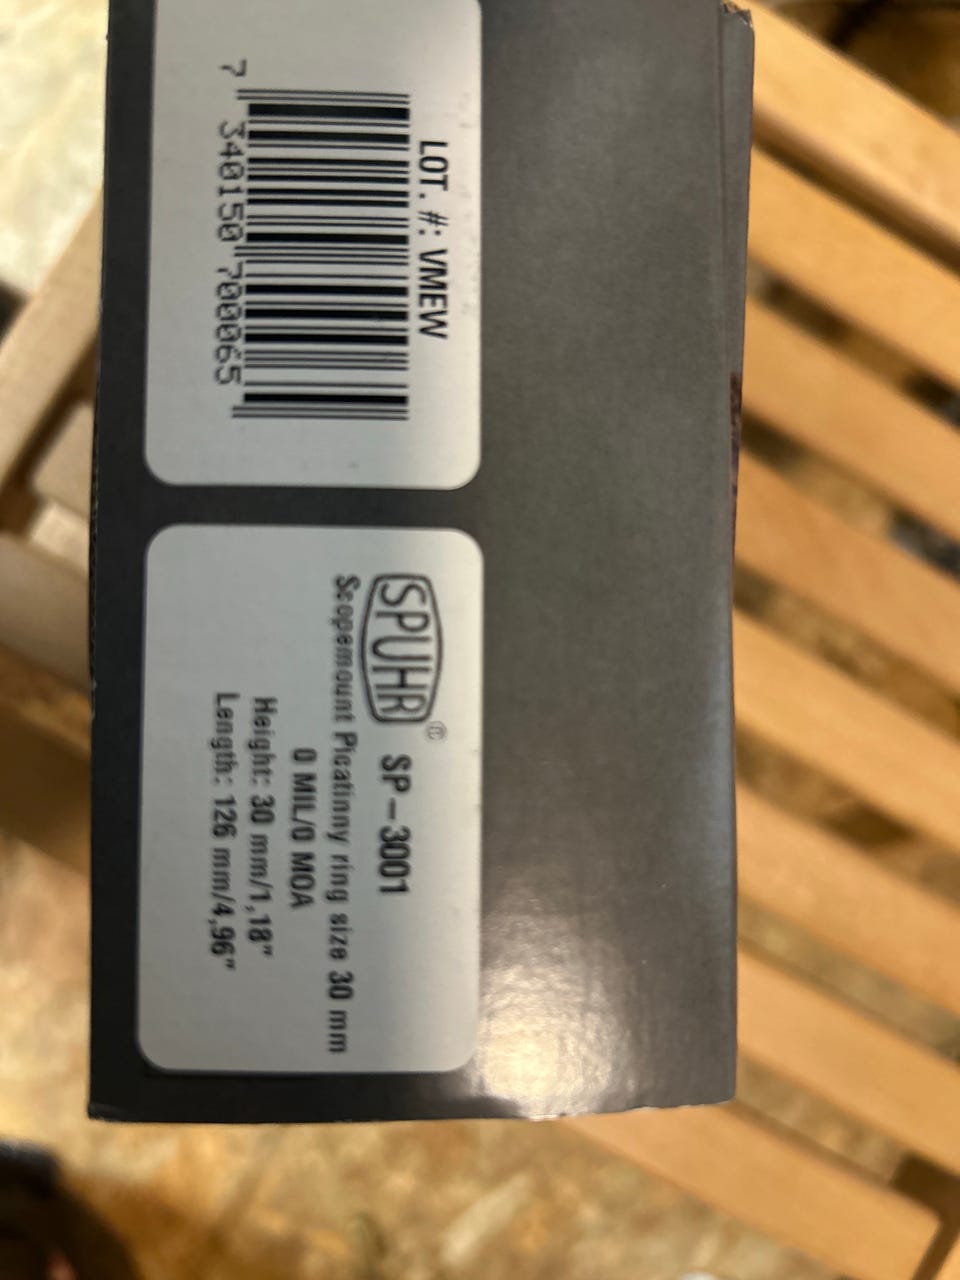 LOT. #: VMEW
7 340150 700065
SPUHR® SP-3001
Scopemount Picatinny ring size 30 mm
0 MIL/0 MOA
Height: 30 mm/1,18"
Length: 126 mm/4,96"